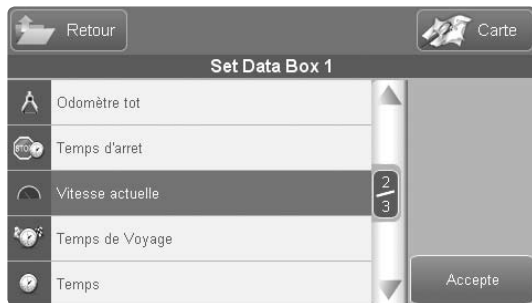 Retour
Carte
Set Data Box 1
Odomètre tot
STOP
Temps d'arret
Vitesse actuelle
2
3
Temps de Voyage
Temps
Accepte